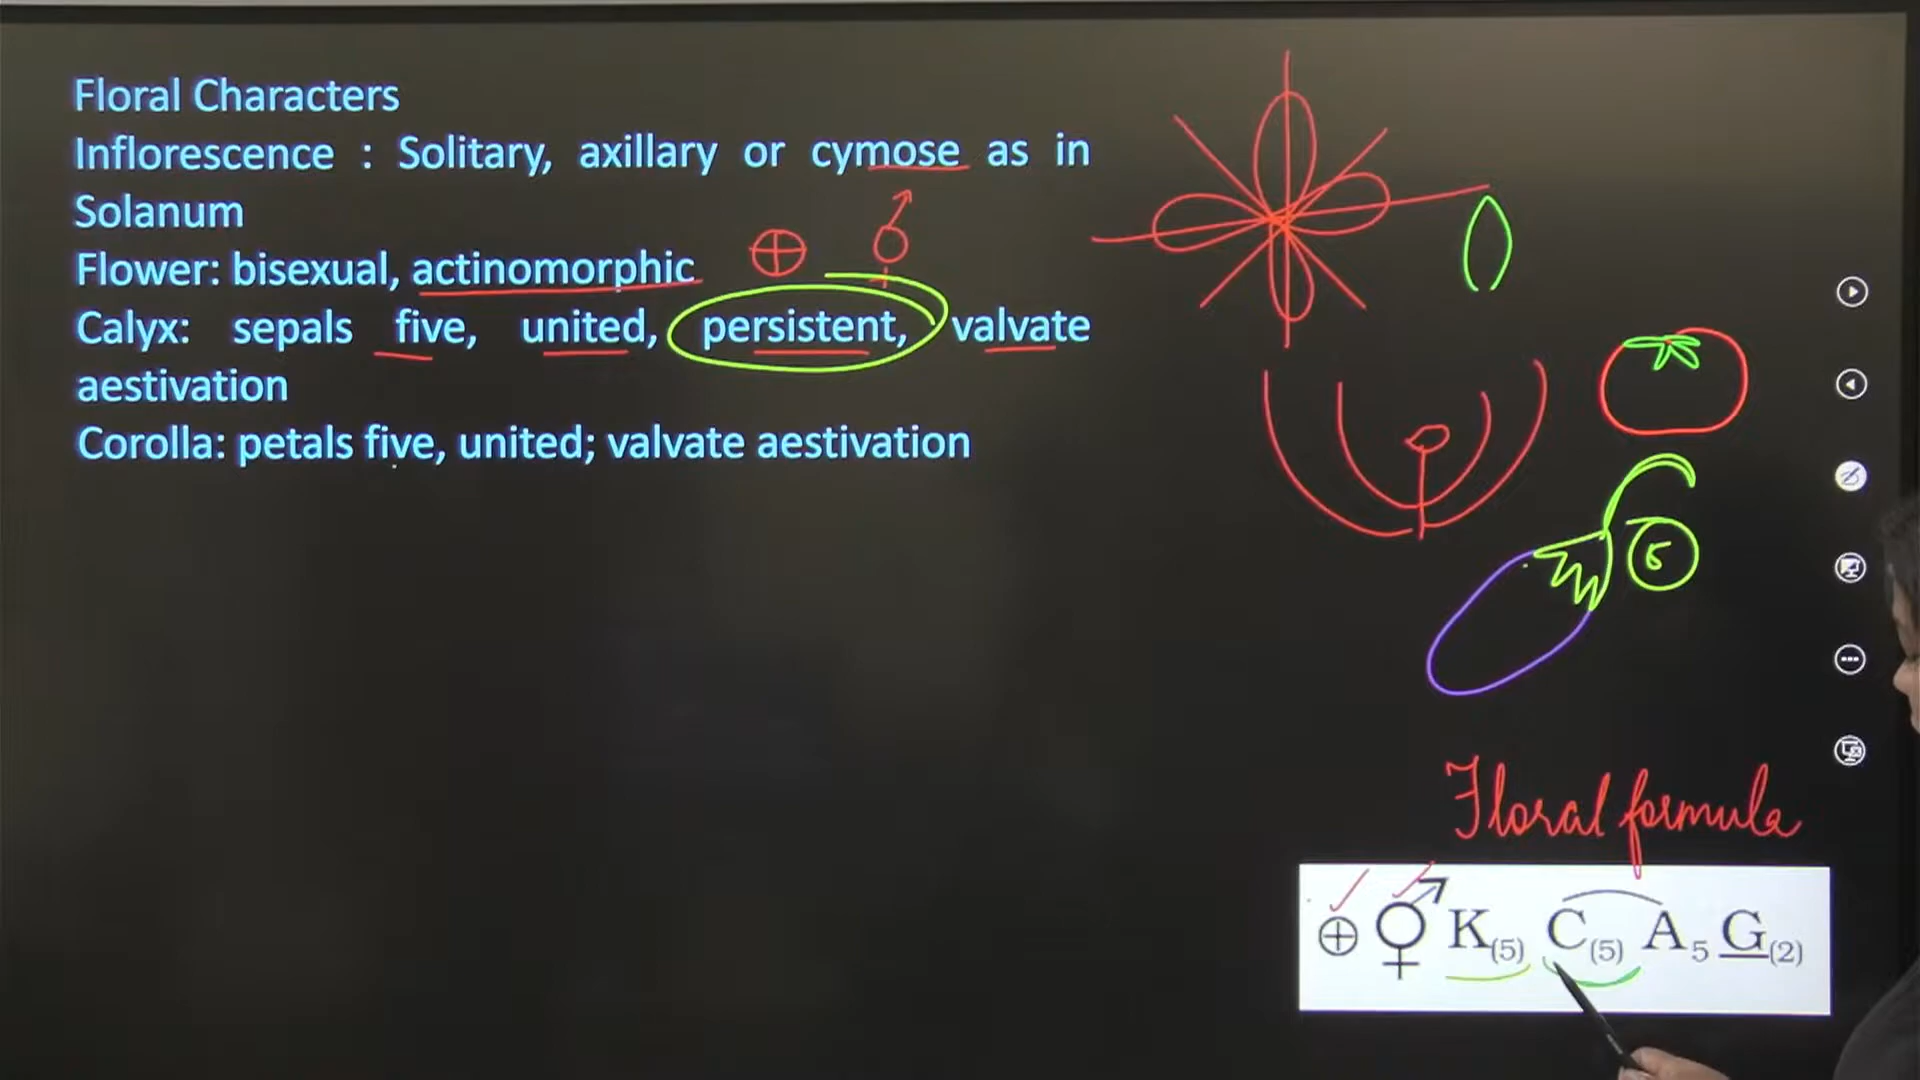 Floral Characters
Inflorescence : Solitary, axillary or cymose as in
Solanum
Flower: bisexual, actinomorphic ⊕ ⚥
Calyx: sepals five, united, persistent, valvate
aestivation
Corolla: petals five, united; valvate aestivation
5
Floral formula
⊕ ⚥ K(5) C(5) A5 G(2)